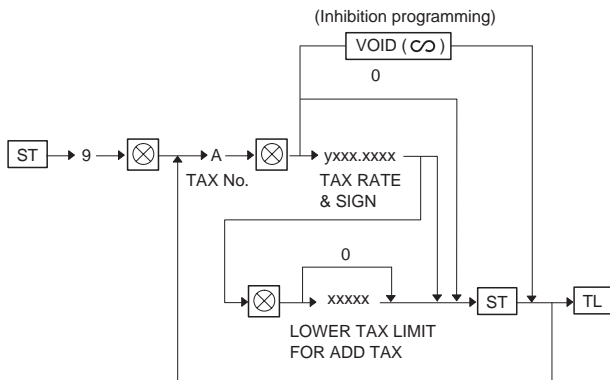 (Inhibition programming)
VOID (∽)
0
ST 9 ⊗ A ⊗ yxxx.xxxx
TAX No. TAX RATE
& SIGN
0
⊗ xxxxx ST TL
LOWER TAX LIMIT
FOR ADD TAX